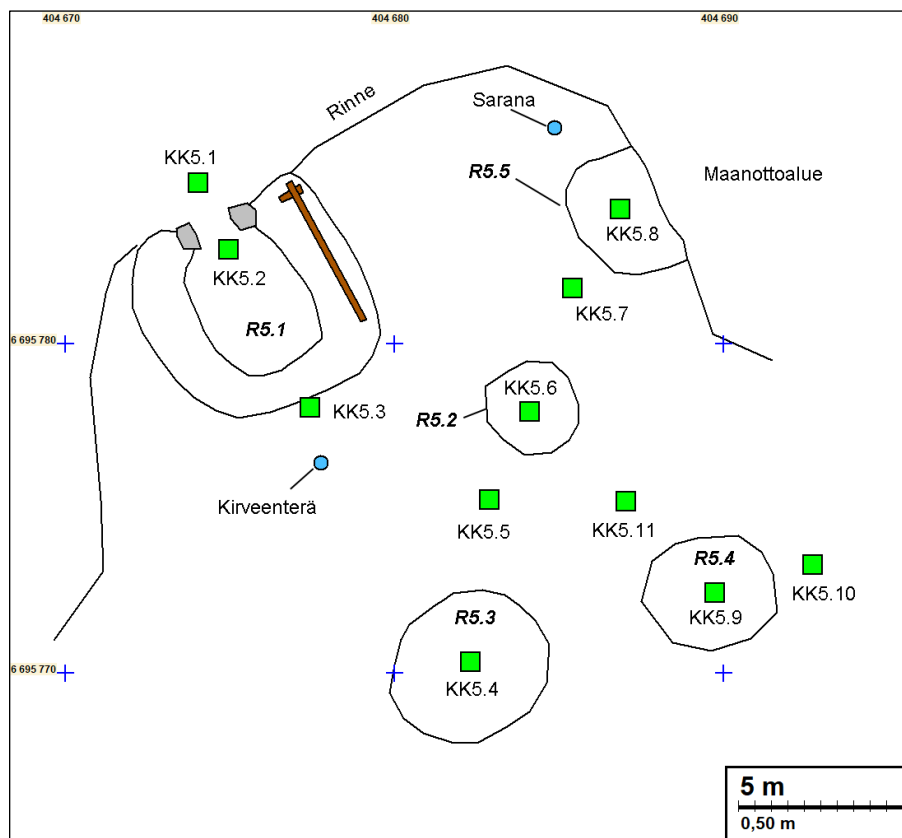 404 670
404 680
404 690
Rinne
Sarana
KK5.1
R5.5
Maanottoalue
KK5.8
KK5.2
KK5.7
R5.1
6 695 780
KK5.6
KK5.3
R5.2
Kirveenterä
KK5.5
KK5.11
R5.4
KK5.10
KK5.9
R5.3
6 695 770
KK5.4
5 m
0,50 m